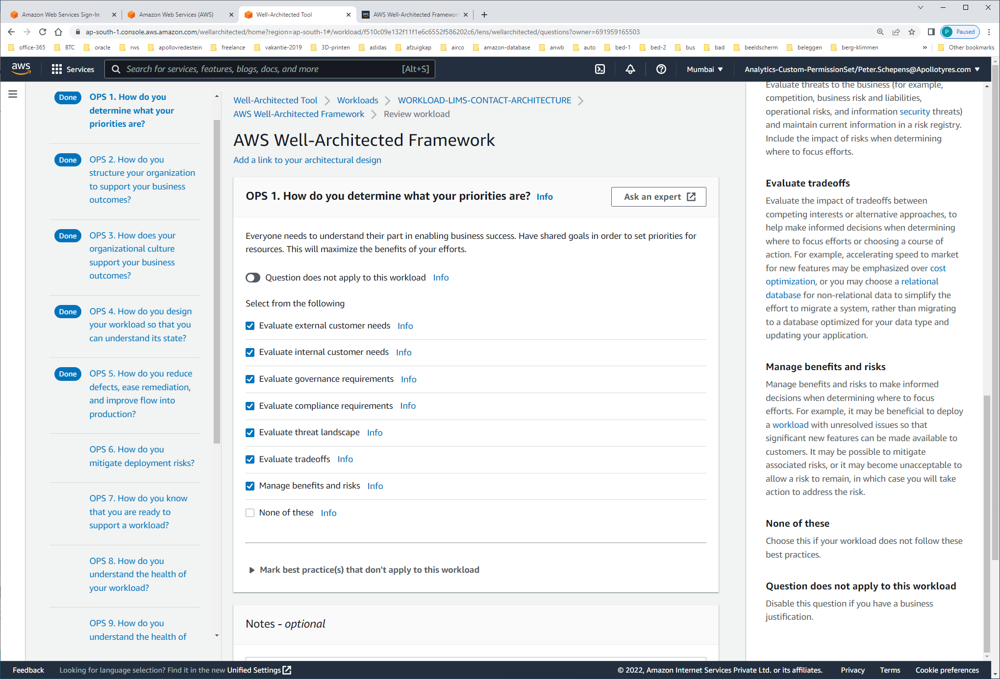 Amazon Web Services Sign-In
Amazon Web Services (AWS)
Well-Architected Tool
AWS Well-Architected Framewor
ap-south-1.console.aws.amazon.com/wellarchitected/home?region=ap-south-1#/workload/f510c09e132f11f1e6c6552f586202c6/lens/wellarchitected/questions?owner=691959165503
P Paused
office-365 BTC oracle rws apollovredestein freelance vakantie-2019 3D-printen adidas afzuigkap airco amazon-database anwb auto bed-1 bed-2 bus bad beeldscherm beleggen berg-klimmen » Other bookmarks
aws Services Search for services, features, blogs, docs, and more [Alt+S] Mumbai ▼ Analytics-Custom-PermissionSet/Peter.Schepens@Apollotyres.com ▼
Done OPS 1. How do you
determine what your
priorities are?
Done OPS 2. How do you
structure your organization
to support your business
outcomes?
Done OPS 3. How does your
organizational culture
support your business
outcomes?
Done OPS 4. How do you design
your workload so that you
can understand its state?
Done OPS 5. How do you reduce
defects, ease remediation,
and improve flow into
production?
OPS 6. How do you
mitigate deployment risks?
OPS 7. How do you know
that you are ready to
support a workload?
OPS 8. How do you
understand the health of
your workload?
OPS 9. How do you
understand the health of
Well-Architected Tool > Workloads > WORKLOAD-LIMS-CONTACT-ARCHITECTURE >
AWS Well-Architected Framework > Review workload
AWS Well-Architected Framework
Add a link to your architectural design
OPS 1. How do you determine what your priorities are? Info
Ask an expert
Everyone needs to understand their part in enabling business success. Have shared goals in order to set priorities for
resources. This will maximize the benefits of your efforts.
Question does not apply to this workload Info
Select from the following
Evaluate external customer needs Info
Evaluate internal customer needs Info
Evaluate governance requirements Info
Evaluate compliance requirements Info
Evaluate threat landscape Info
Evaluate tradeoffs Info
Manage benefits and risks Info
None of these Info
Mark best practice(s) that don't apply to this workload
Notes - optional
Evaluate threats to the business (for example,
competition, business risk and liabilities,
operational risks, and information security threats)
and maintain current information in a risk registry.
Include the impact of risks when determining
where to focus efforts.
Evaluate tradeoffs
Evaluate the impact of tradeoffs between
competing interests or alternative approaches, to
help make informed decisions when determining
where to focus efforts or choosing a course of
action. For example, accelerating speed to market
for new features may be emphasized over cost
optimization, or you may choose a relational
database for non-relational data to simplify the
effort to migrate a system, rather than migrating
to a database optimized for your data type and
updating your application.
Manage benefits and risks
Manage benefits and risks to make informed
decisions when determining where to focus
efforts. For example, it may be beneficial to deploy
a workload with unresolved issues so that
significant new features can be made available to
customers. It may be possible to mitigate
associated risks, or it may become unacceptable to
allow a risk to remain, in which case you will take
action to address the risk.
None of these
Choose this if your workload does not follow these
best practices.
Question does not apply to this workload
Disable this question if you have a business
justification.
Feedback Looking for language selection? Find it in the new Unified Settings © 2022, Amazon Internet Services Private Ltd. or its affiliates. Privacy Terms Cookie preferences